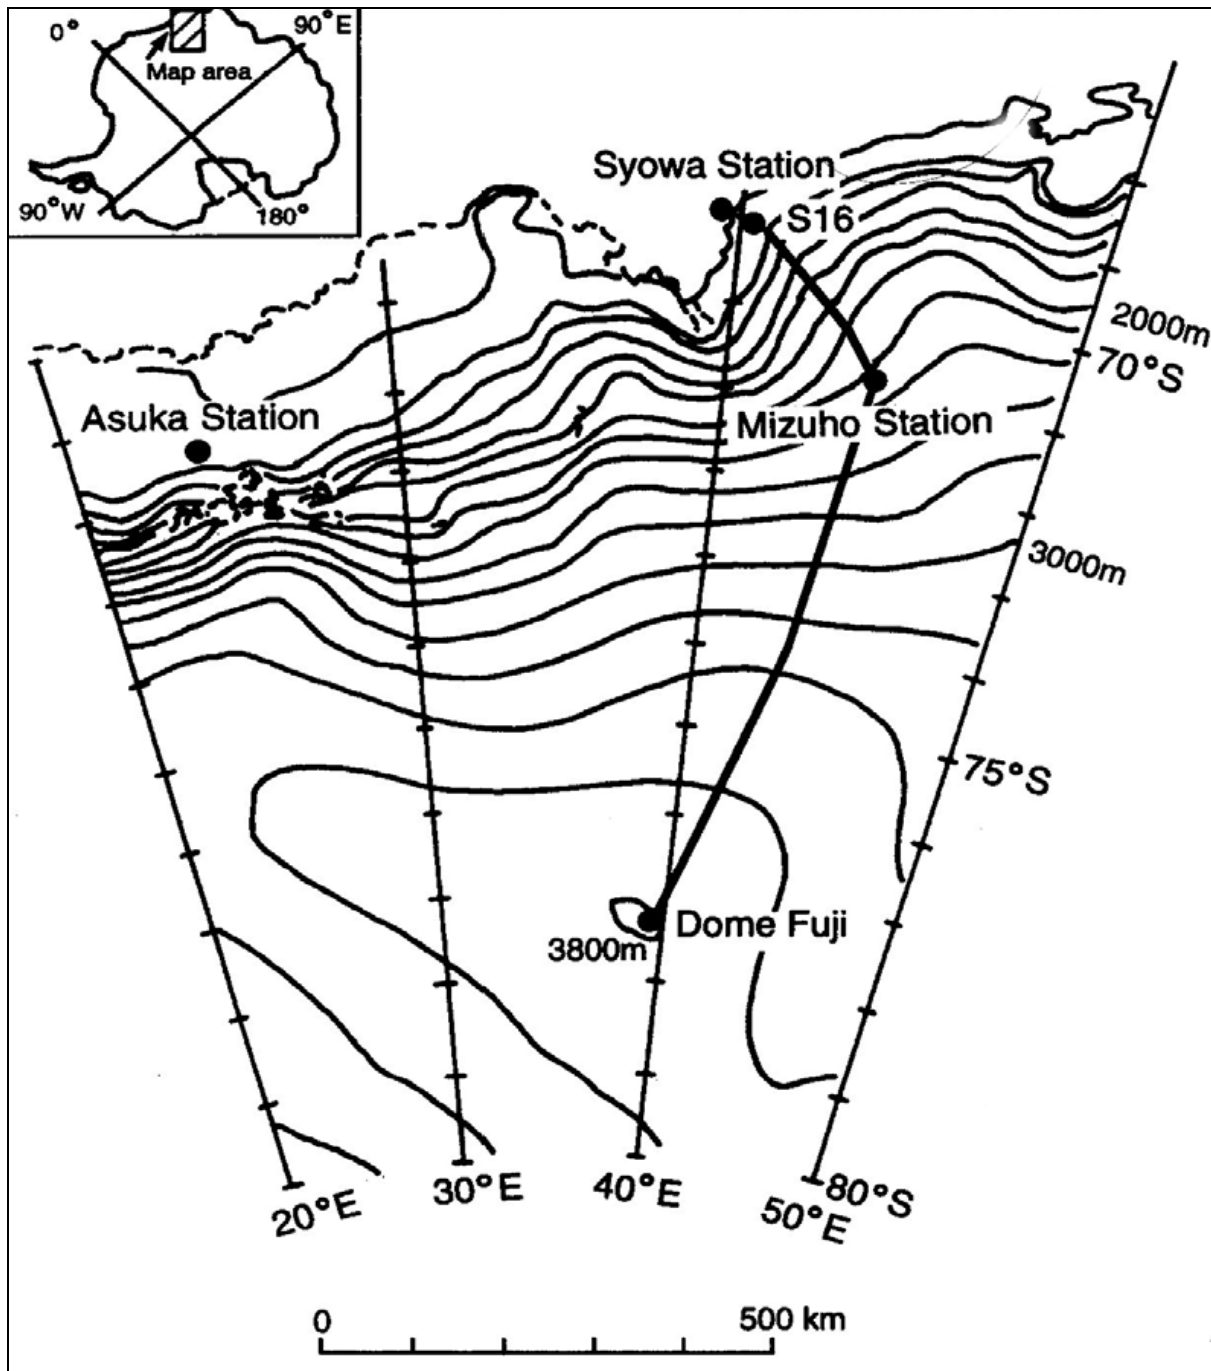 0° 90°E
Map area
90°W 180°
Syowa Station
S16
2000m
70°S
Asuka Station
Mizuho Station
3000m
75°S
Dome Fuji
3800m
20°E 30°E 40°E 50°E 80°S
0 500 km